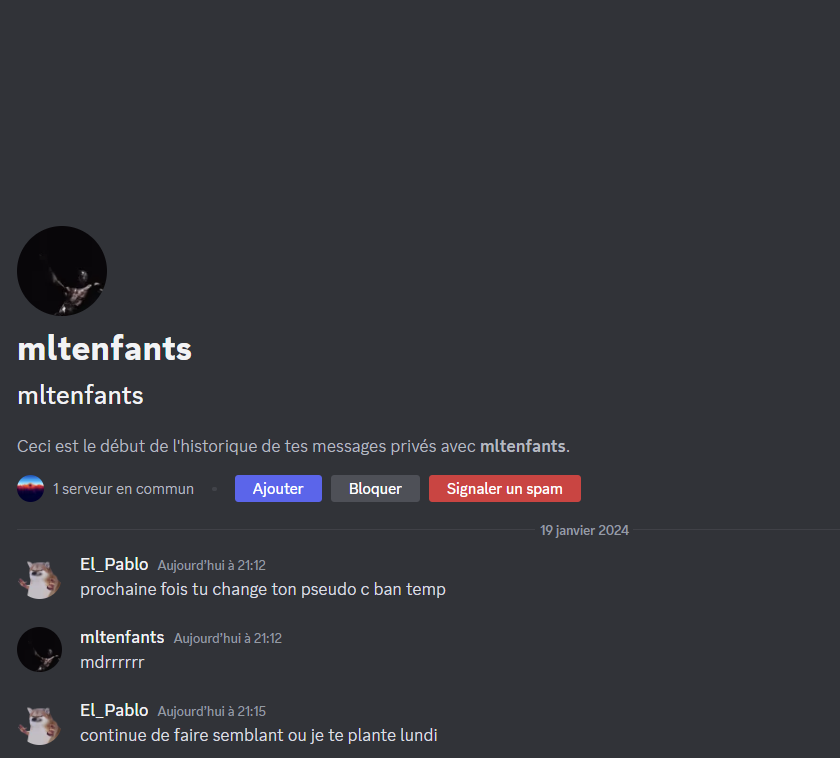 mltenfants
mltenfants
Ceci est le début de l'historique de tes messages privés avec mltenfants.
1 serveur en commun • Ajouter Bloquer Signaler un spam
19 janvier 2024
El_Pablo Aujourd'hui à 21:12
prochaine fois tu change ton pseudo c ban temp
mltenfants Aujourd'hui à 21:12
mdrrrrrr
El_Pablo Aujourd'hui à 21:15
continue de faire semblant ou je te plante lundi